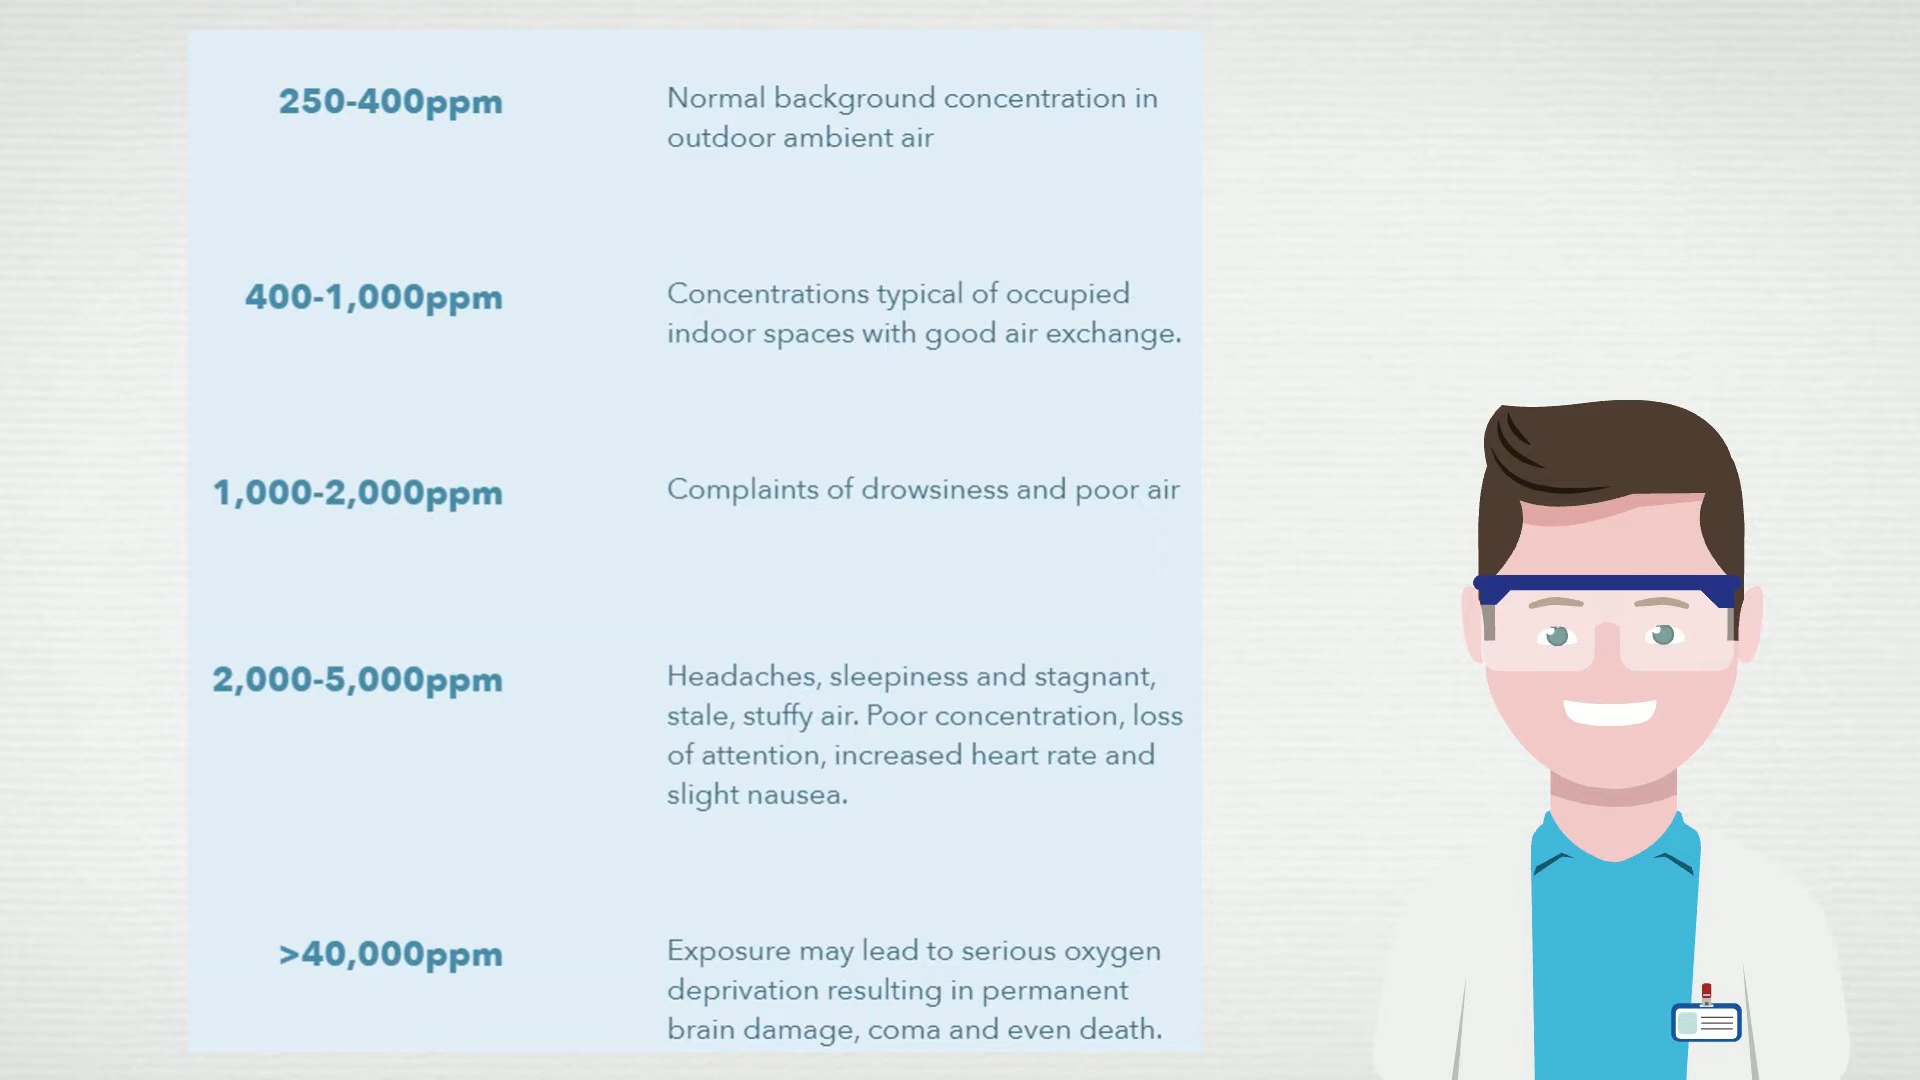 250-400ppm
Normal background concentration in
outdoor ambient air
400-1,000ppm
Concentrations typical of occupied
indoor spaces with good air exchange.
1,000-2,000ppm
Complaints of drowsiness and poor air
2,000-5,000ppm
Headaches, sleepiness and stagnant,
stale, stuffy air. Poor concentration, loss
of attention, increased heart rate and
slight nausea.
>40,000ppm
Exposure may lead to serious oxygen
deprivation resulting in permanent
brain damage, coma and even death.